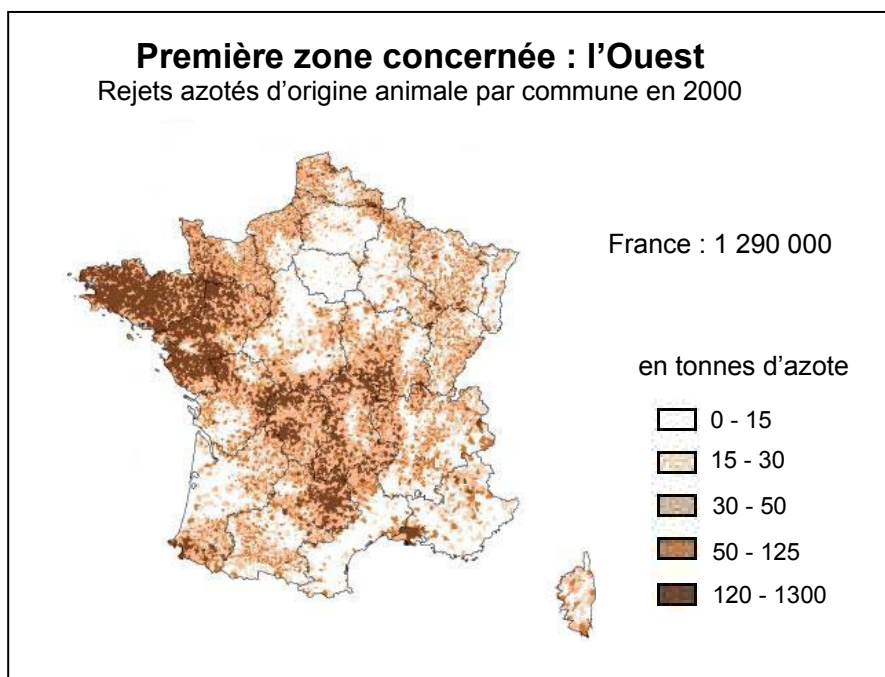 Première zone concernée : l'Ouest
Rejets azotés d'origine animale par commune en 2000
France : 1 290 000
en tonnes d'azote
0 - 15
15 - 30
30 - 50
50 - 125
120 - 1300